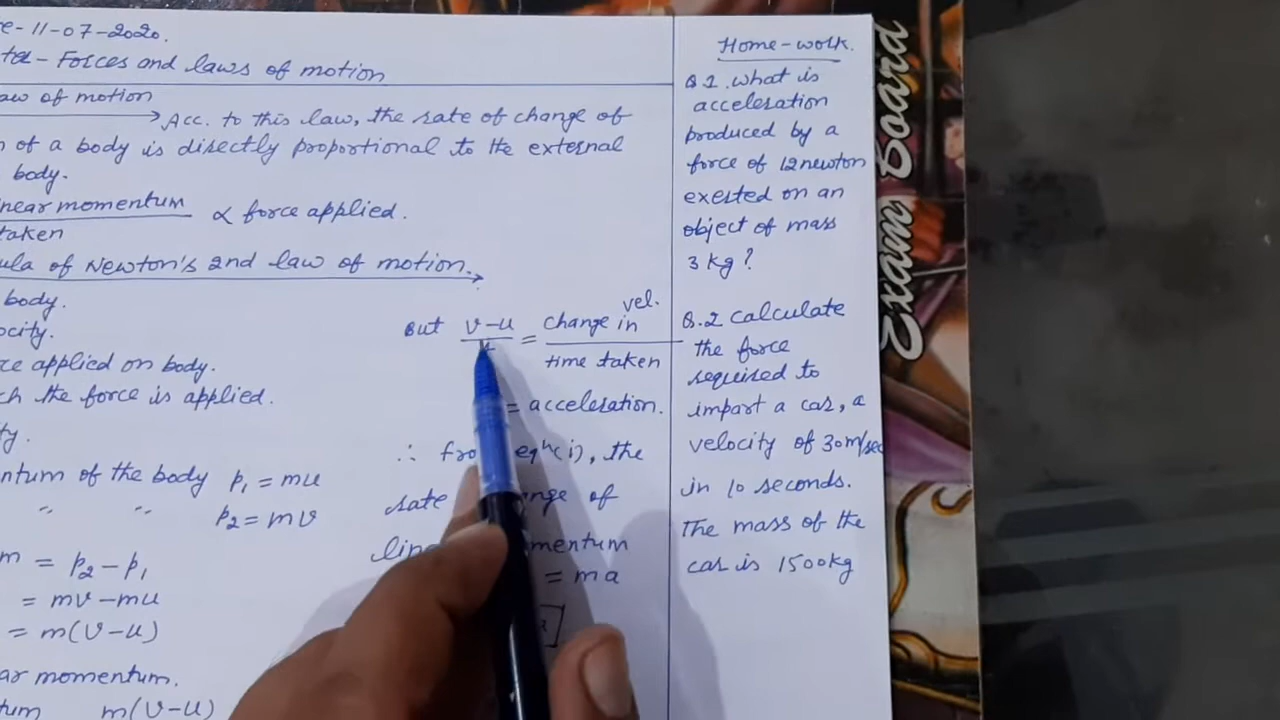 11-07-2020.
Forces and laws of motion
aw of motion
Acc. to this law, the rate of change of
of a body is directly proportional to the external
body.
near momentum ∝ force applied.
taken
ula of Newton's 2nd law of motion.
body.
ocity.
ce applied on body.
ch the force is applied.
ty.
ntum of the body p₁ = mu
" " p₂ = mv
m = p₂ - p₁
= mv - mu
= m(v-u)
ar momentum.
tum m(v-u)
But v-u = change in vel.
time taken
= acceleration.
∴ from eqⁿ(i), the
rate of
momentum
= ma
Home-work.
Q.1. what is
acceleration
produced by a
force of 12 newton
exerted on an
object of mass
3 kg?
Q.2 calculate
the force
required to
impart a car, a
velocity of 30m/sec
in 10 seconds.
The mass of the
car is 1500kg
Exam Board